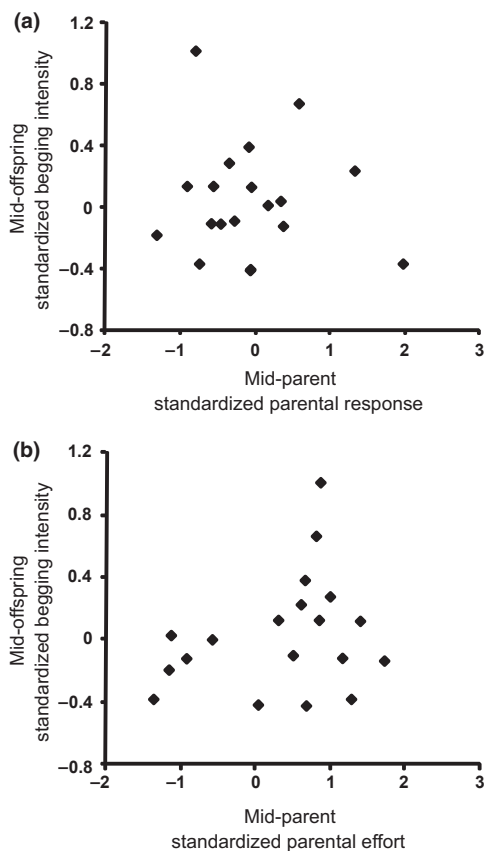 (a)
Mid-offspring
standardized begging intensity
1.2
0.8
0.4
0
–0.4
–0.8
–2
–1
0
1
2
3
Mid-parent
standardized parental response
(b)
Mid-offspring
standardized begging intensity
1.2
0.8
0.4
0
–0.4
–0.8
–2
–1
0
1
2
3
Mid-parent
standardized parental effort